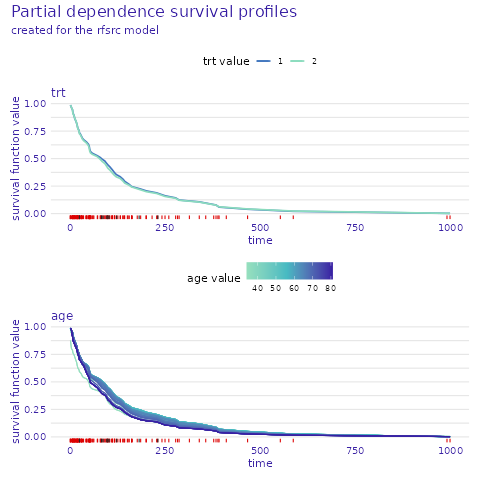 Partial dependence survival profiles
created for the rfsrc model
trt value 1 2
trt
survival function value
1.00
0.75
0.50
0.25
0.00
0 250 500 750 1000
time
age value
40 50 60 70 80
age
survival function value
1.00
0.75
0.50
0.25
0.00
0 250 500 750 1000
time